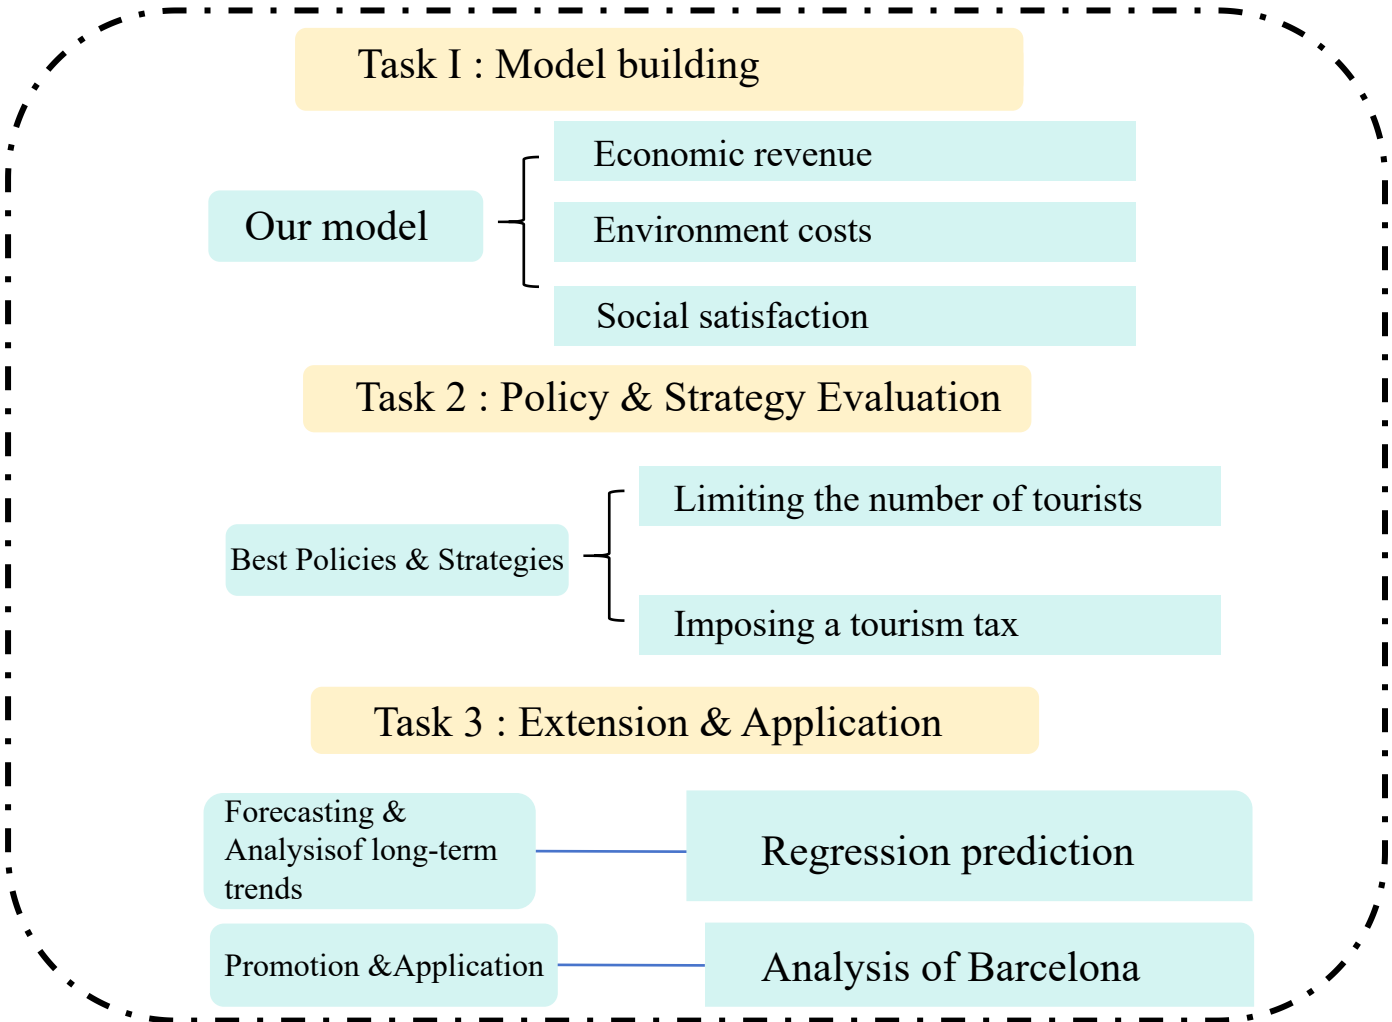 Task I : Model building
Economic revenue
Our model
Environment costs
Social satisfaction
Task 2 : Policy & Strategy Evaluation
Limiting the number of tourists
Best Policies & Strategies
Imposing a tourism tax
Task 3 : Extension & Application
Forecasting &
Analysisof long-term
trends
Regression prediction
Promotion &Application
Analysis of Barcelona